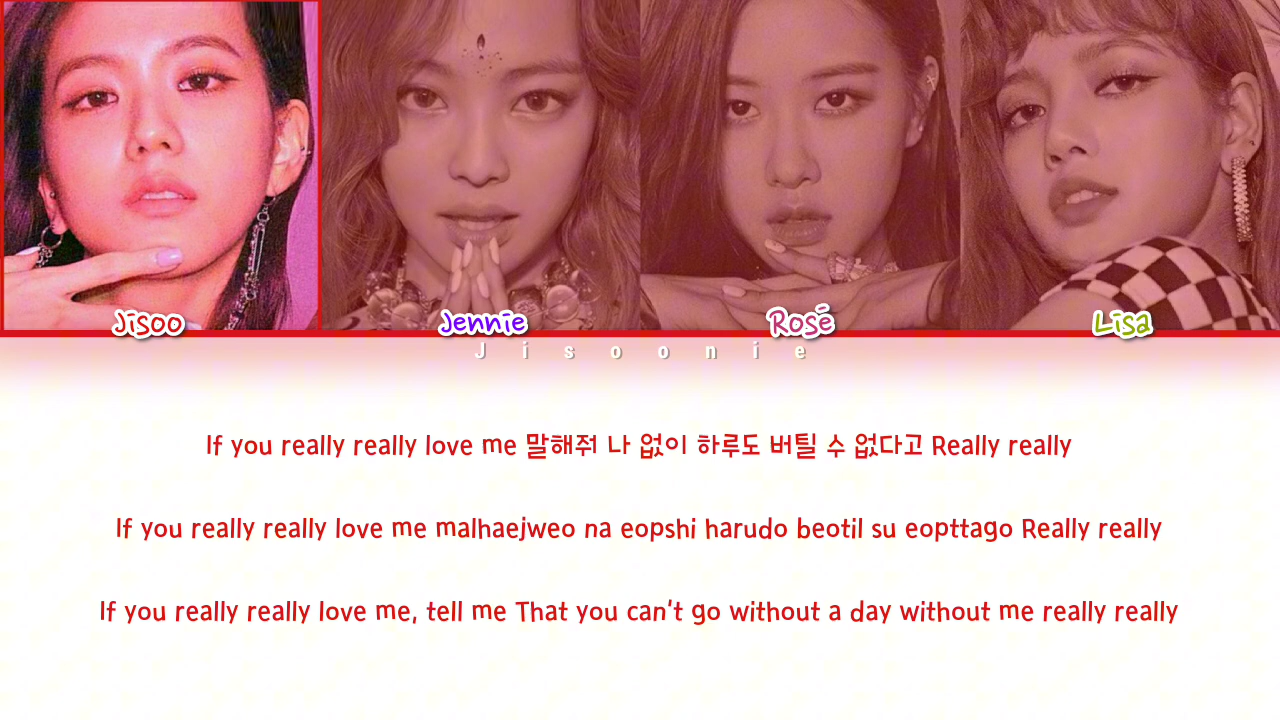 Jisoo
Jennie
Rosé
Lisa
Jisoonie
If you really really love me 말해줘 나 없이 하루도 버틸 수 없다고 Really really
If you really really love me malhaejweo na eopshi harudo beotil su eopttago Really really
If you really really love me, tell me That you can't go without a day without me really really